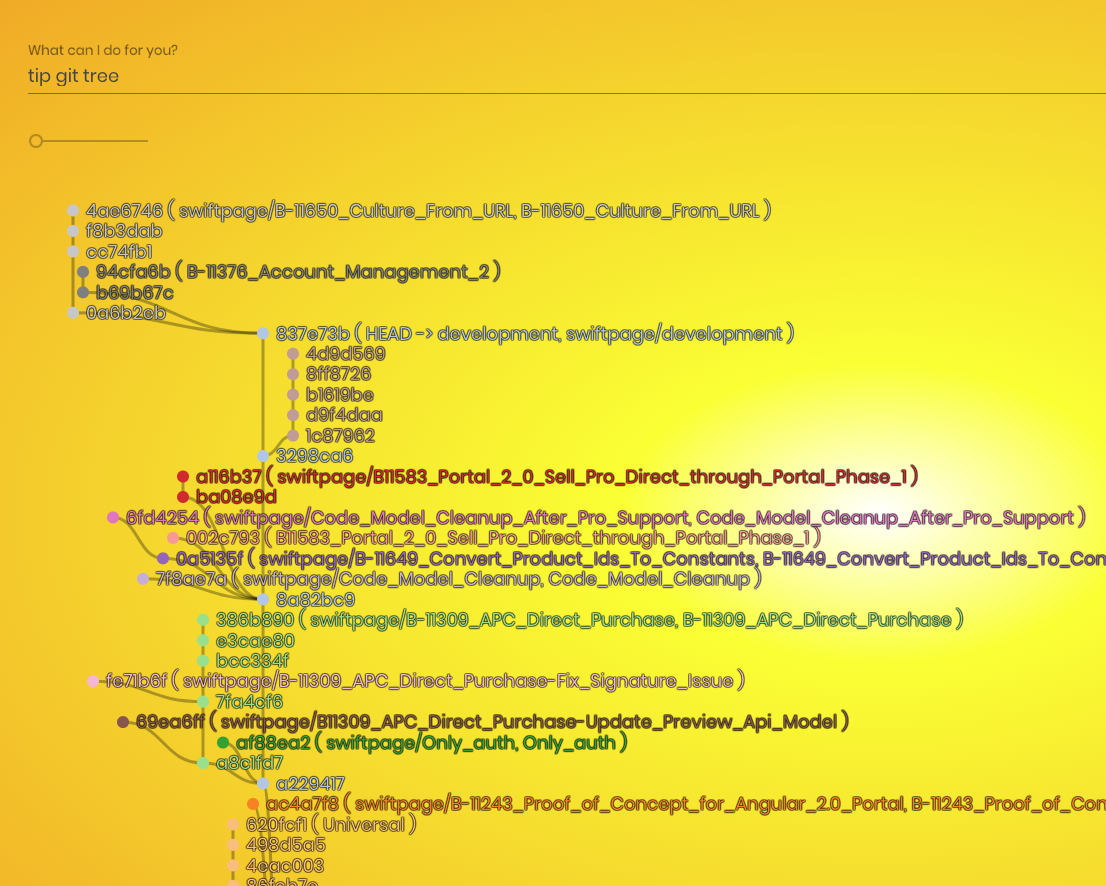 What can I do for you?
tip git tree
4ae6746 ( swiftpage/B-11650_Culture_From_URL, B-11650_Culture_From_URL )
f8b3dab
cc74fb1
94cfa6b ( B-11376_Account_Management_2 )
b69b67c
0a6b2eb
837e73b ( HEAD -> development, swiftpage/development )
4d9d569
8ff8726
b1619be
d9f4daa
1c87962
3298ca6
a116b37 ( swiftpage/B11583_Portal_2_0_Sell_Pro_Direct_through_Portal_Phase_1 )
ba08e9d
6fd4254 ( swiftpage/Code_Model_Cleanup_After_Pro_Support, Code_Model_Cleanup_After_Pro_Support )
002c793 ( B11583_Portal_2_0_Sell_Pro_Direct_through_Portal_Phase_1 )
0a5135f ( swiftpage/B-11649_Convert_Product_Ids_To_Constants, B-11649_Convert_Product_Ids_To_Con
7f8ae7a ( swiftpage/Code_Model_Cleanup, Code_Model_Cleanup )
8a82bc9
386b890 ( swiftpage/B-11309_APC_Direct_Purchase, B-11309_APC_Direct_Purchase )
e3cae80
bcc334f
fe71b6f ( swiftpage/B-11309_APC_Direct_Purchase-Fix_Signature_Issue )
7fa4cf6
69ea6ff ( swiftpage/B11309_APC_Direct_Purchase-Update_Preview_Api_Model )
af88ea2 ( swiftpage/Only_auth, Only_auth )
a8c1fd7
a229417
ac4a7f8 ( swiftpage/B-11243_Proof_of_Concept_for_Angular_2.0_Portal, B-11243_Proof_of_Con
620fcf1 ( Universal )
498d5a5
4eac003